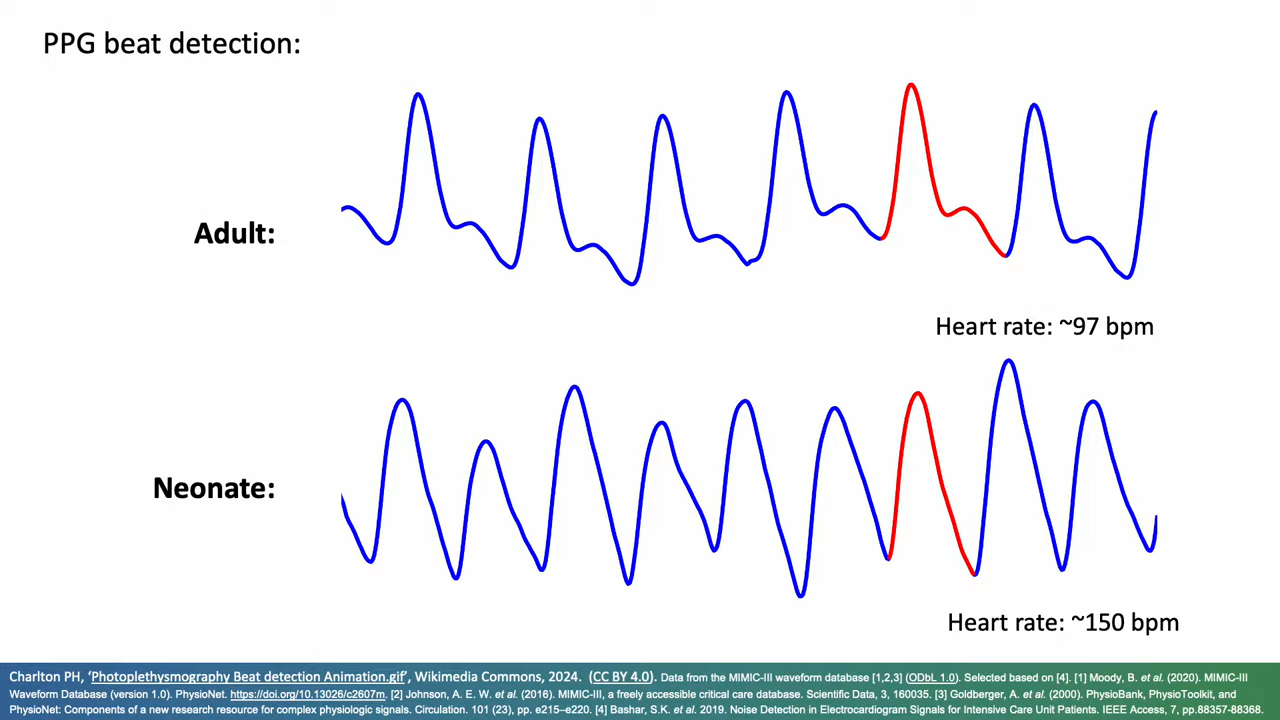 PPG beat detection:
Adult:
Heart rate: ~97 bpm
Neonate:
Heart rate: ~150 bpm
Charlton PH, ‘Photoplethysmography Beat detection Animation.gif’, Wikimedia Commons, 2024. (CC BY 4.0). Data from the MIMIC-III waveform database [1,2,3] (ODbL 1.0). Selected based on [4]. [1] Moody, B. et al. (2020). MIMIC-III
Waveform Database (version 1.0). PhysioNet. https://doi.org/10.13026/c2607m. [2] Johnson, A. E. W. et al. (2016). MIMIC-III, a freely accessible critical care database. Scientific Data, 3, 160035. [3] Goldberger, A. et al. (2000). PhysioBank, PhysioToolkit, and
PhysioNet: Components of a new research resource for complex physiologic signals. Circulation. 101 (23), pp. e215–e220. [4] Bashar, S.K. et al. 2019. Noise Detection in Electrocardiogram Signals for Intensive Care Unit Patients. IEEE Access, 7, pp.88357-88368.